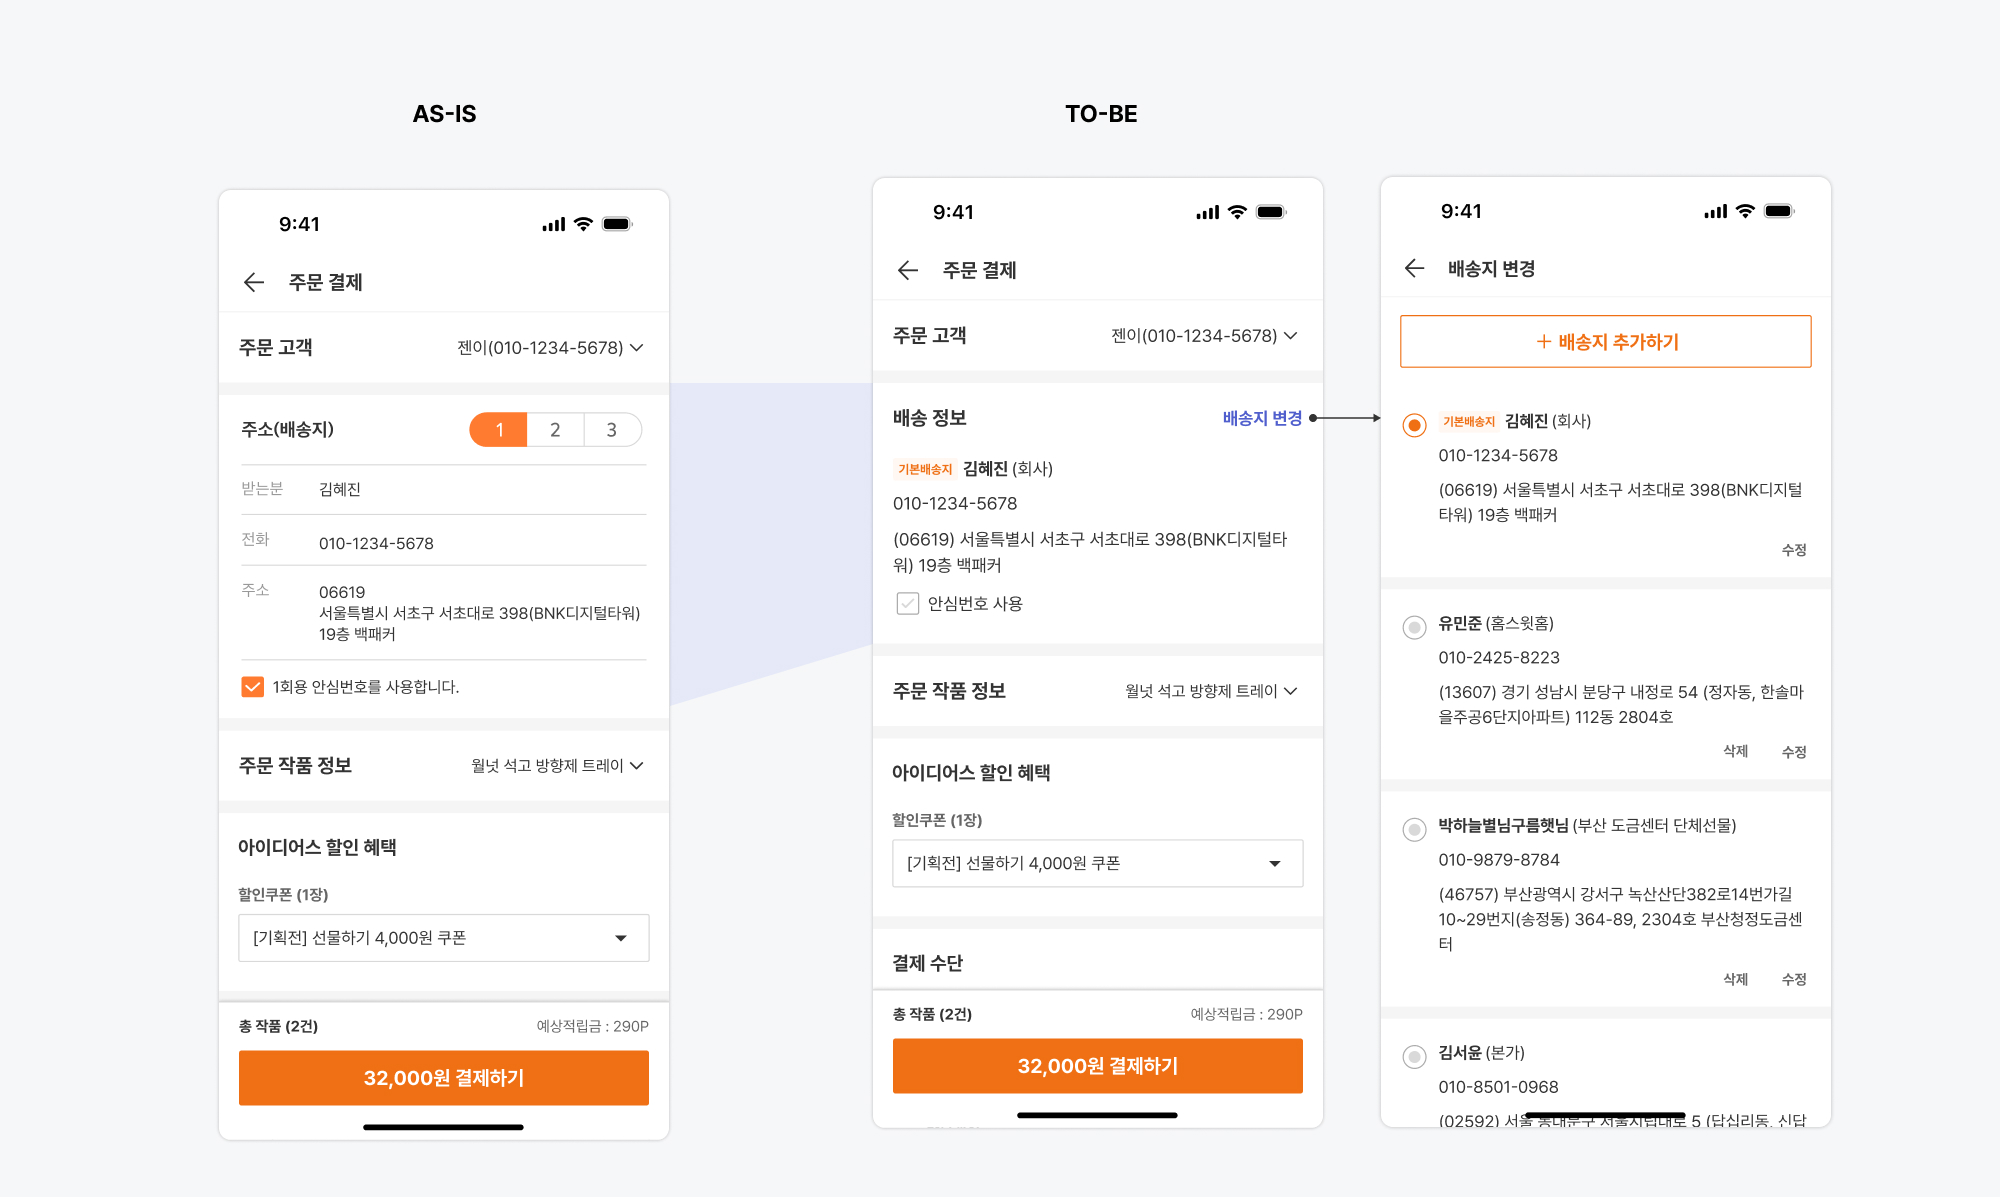 AS-IS
9:41
주문 결제
주문 고객
젠이(010-1234-5678)
주소(배송지)
1 2 3
받는분 김혜진
전화 010-1234-5678
주소 06619
서울특별시 서초구 서초대로 398(BNK디지털타워)
19층 백패커
1회용 안심번호를 사용합니다.
주문 작품 정보
월넛 석고 방향제 트레이
아이디어스 할인 혜택
할인쿠폰 (1장)
[기획전] 선물하기 4,000원 쿠폰
총 작품 (2건)
예상적립금 : 290P
32,000원 결제하기
TO-BE
9:41
주문 결제
주문 고객
젠이(010-1234-5678)
배송 정보
배송지 변경
기본배송지 김혜진 (회사)
010-1234-5678
(06619) 서울특별시 서초구 서초대로 398(BNK디지털타
워) 19층 백패커
안심번호 사용
주문 작품 정보
월넛 석고 방향제 트레이
아이디어스 할인 혜택
할인쿠폰 (1장)
[기획전] 선물하기 4,000원 쿠폰
결제 수단
총 작품 (2건)
예상적립금 : 290P
32,000원 결제하기
9:41
배송지 변경
+ 배송지 추가하기
기본배송지 김혜진 (회사)
010-1234-5678
(06619) 서울특별시 서초구 서초대로 398(BNK디지털
타워) 19층 백패커
수정
유민준 (홈스윗홈)
010-2425-8223
(13607) 경기 성남시 분당구 내정로 54 (정자동, 한솔마
을주공6단지아파트) 112동 2804호
삭제 수정
박하늘별님구름햇님 (부산 도금센터 단체선물)
010-9879-8784
(46757) 부산광역시 강서구 녹산산단382로14번가길
10~29번지(송정동) 364-89, 2304호 부산청정도금센
터
삭제 수정
김서윤 (본가)
010-8501-0968
(02592) 서울 동대문구 서울시립대로 5 (답십리동, 신답